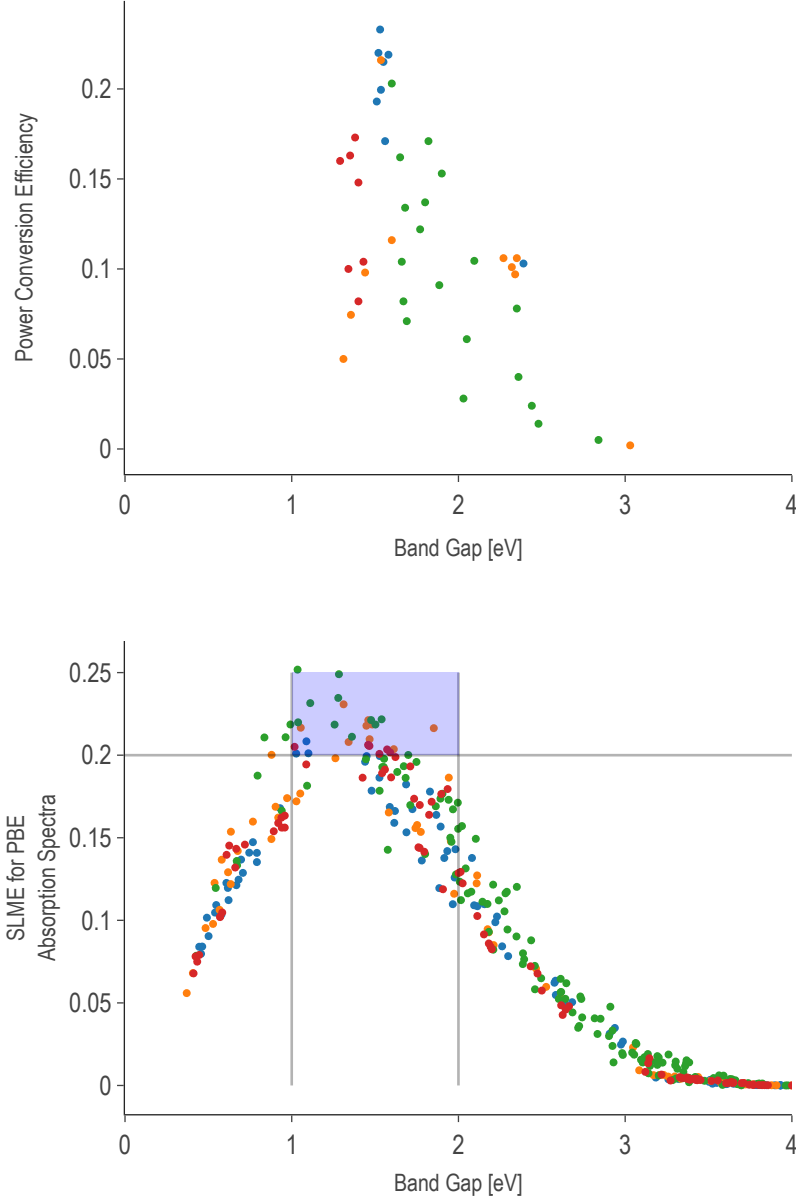 0.2
0.15
0.1
0.05
0
Power Conversion Efficiency
0 1 2 3 4
Band Gap [eV]
0.25
0.2
0.15
0.1
0.05
0
SLME for PBE
Absorption Spectra
0 1 2 3 4
Band Gap [eV]